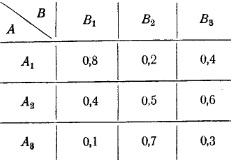 B
A B₁ B₂ B₃
A₁ 0,8 0,2 0,4
A₂ 0,4 0.5 0,6
A₃ 0,1 0,7 0,3